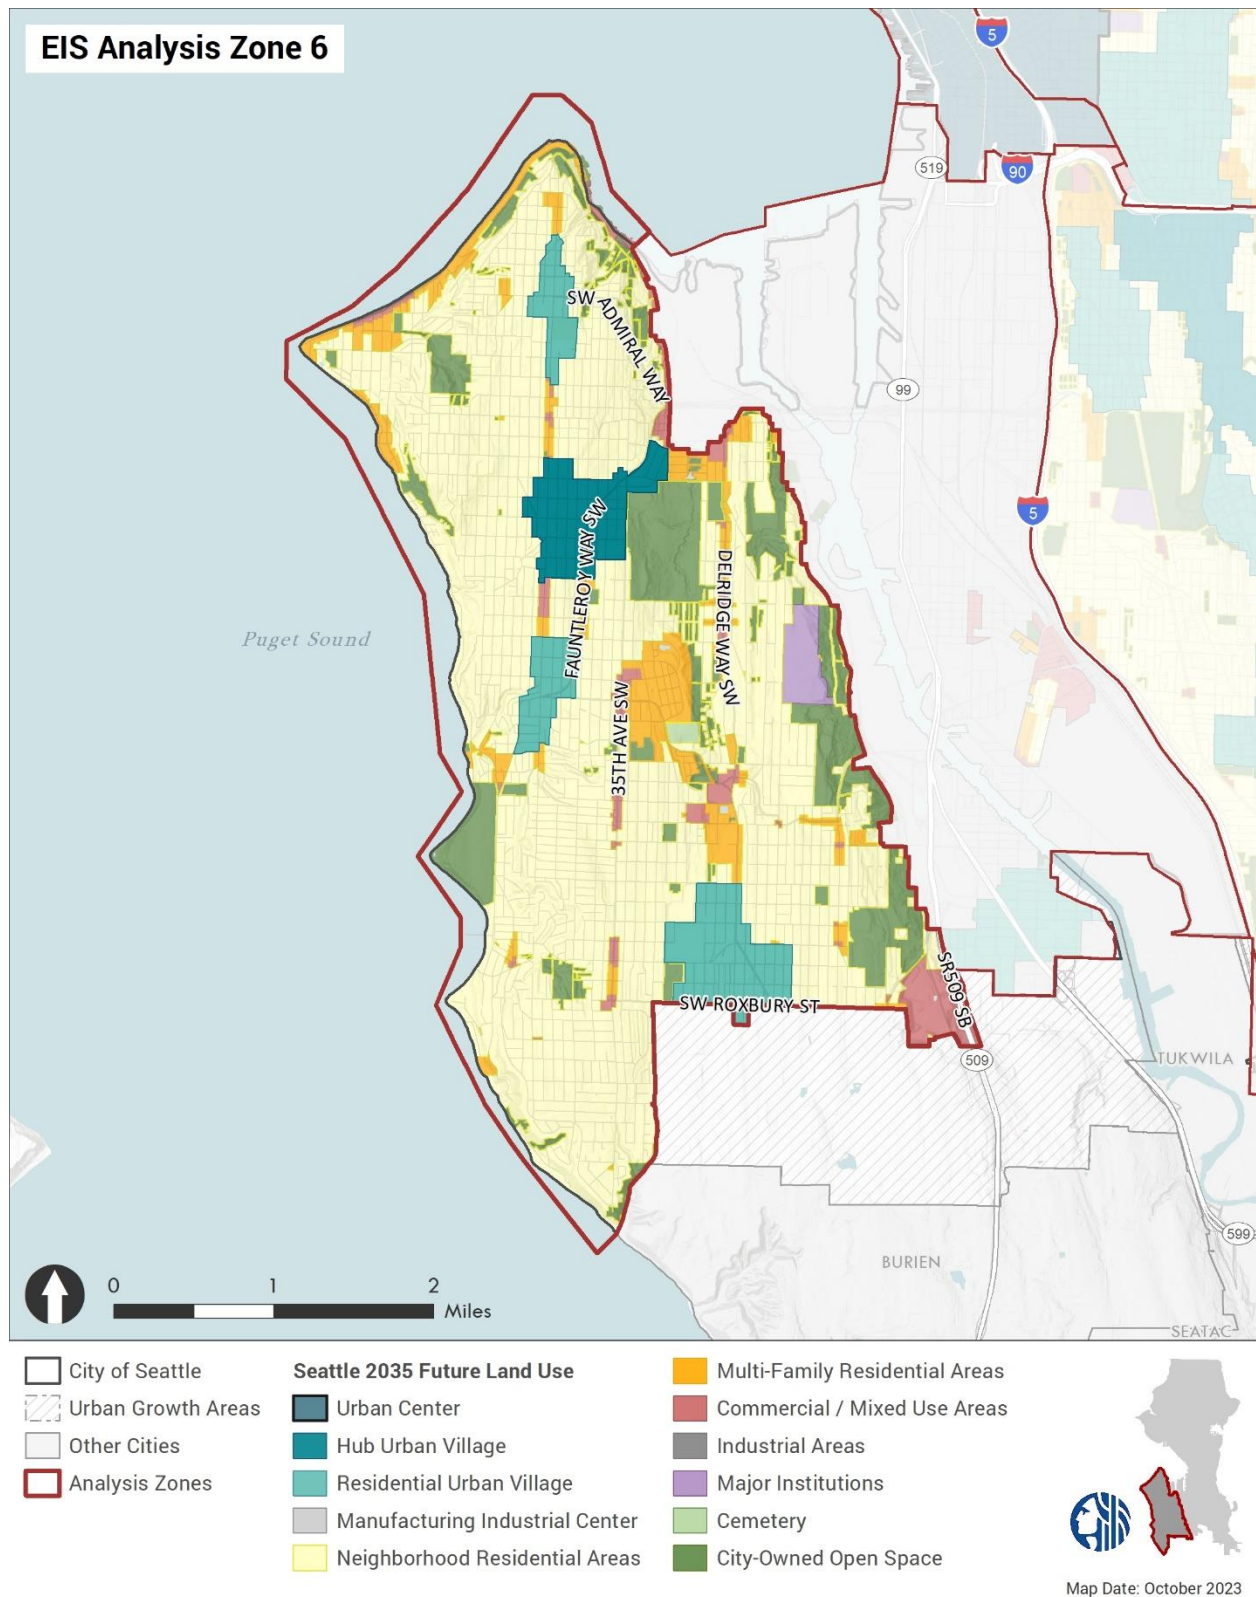 EIS Analysis Zone 6
5
519
90
SW ADMIRAL WAY
99
5
FAUNTLEROY WAY SW
DELRIDGE WAY SW
Puget Sound
35TH AVE SW
SW ROXBURY ST
SR509 SB
509
TUKWILA
599
BURIEN
SEATAC
0 1 2
Miles
City of Seattle
Urban Growth Areas
Other Cities
Analysis Zones
Seattle 2035 Future Land Use
Urban Center
Hub Urban Village
Residential Urban Village
Manufacturing Industrial Center
Neighborhood Residential Areas
Multi-Family Residential Areas
Commercial / Mixed Use Areas
Industrial Areas
Major Institutions
Cemetery
City-Owned Open Space
Map Date: October 2023